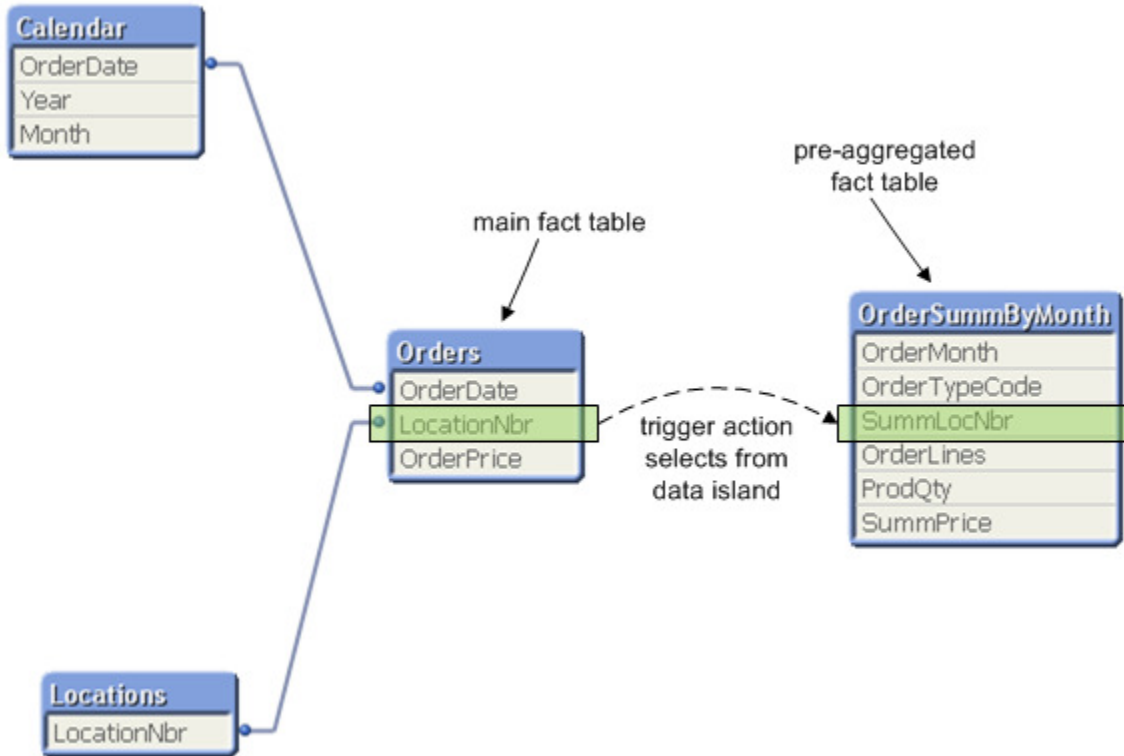 Calendar
OrderDate
Year
Month
pre-aggregated
fact table
main fact table
Orders
OrderDate
LocationNbr
OrderPrice
trigger action
selects from
data island
OrderSummByMonth
OrderMonth
OrderTypeCode
SummLocNbr
OrderLines
ProdQty
SummPrice
Locations
LocationNbr